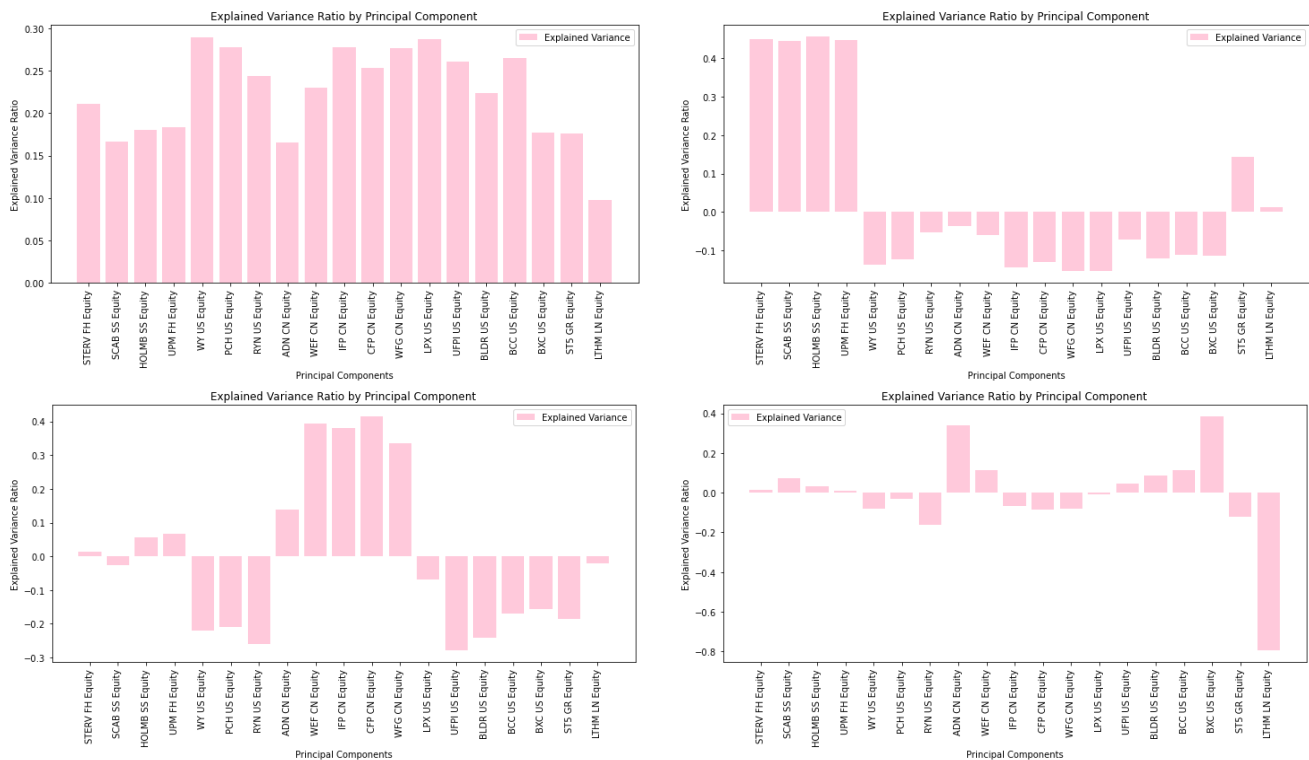 Explained Variance Ratio by Principal Component
Explained Variance Ratio
0.30
0.25
0.20
0.15
0.10
0.05
0.00
Explained Variance
STERV FH Equity
SCAB SS Equity
HOLMB SS Equity
UPM FH Equity
WY US Equity
PCH US Equity
RYN US Equity
ADN CN Equity
WEF CN Equity
IFP CN Equity
CFP CN Equity
WFG CN Equity
LPX US Equity
UFPI US Equity
BLDR US Equity
BCC US Equity
BXC US Equity
ST5 GR Equity
LTHM LN Equity
Principal Components
Explained Variance Ratio by Principal Component
Explained Variance Ratio
0.4
0.3
0.2
0.1
0.0
−0.1
Explained Variance
STERV FH Equity
SCAB SS Equity
HOLMB SS Equity
UPM FH Equity
WY US Equity
PCH US Equity
RYN US Equity
ADN CN Equity
WEF CN Equity
IFP CN Equity
CFP CN Equity
WFG CN Equity
LPX US Equity
UFPI US Equity
BLDR US Equity
BCC US Equity
BXC US Equity
ST5 GR Equity
LTHM LN Equity
Principal Components
Explained Variance Ratio by Principal Component
Explained Variance Ratio
0.4
0.3
0.2
0.1
0.0
−0.1
−0.2
−0.3
Explained Variance
STERV FH Equity
SCAB SS Equity
HOLMB SS Equity
UPM FH Equity
WY US Equity
PCH US Equity
RYN US Equity
ADN CN Equity
WEF CN Equity
IFP CN Equity
CFP CN Equity
WFG CN Equity
LPX US Equity
UFPI US Equity
BLDR US Equity
BCC US Equity
BXC US Equity
ST5 GR Equity
LTHM LN Equity
Principal Components
Explained Variance Ratio by Principal Component
Explained Variance Ratio
0.4
0.2
0.0
−0.2
−0.4
−0.6
−0.8
Explained Variance
STERV FH Equity
SCAB SS Equity
HOLMB SS Equity
UPM FH Equity
WY US Equity
PCH US Equity
RYN US Equity
ADN CN Equity
WEF CN Equity
IFP CN Equity
CFP CN Equity
WFG CN Equity
LPX US Equity
UFPI US Equity
BLDR US Equity
BCC US Equity
BXC US Equity
ST5 GR Equity
LTHM LN Equity
Principal Components